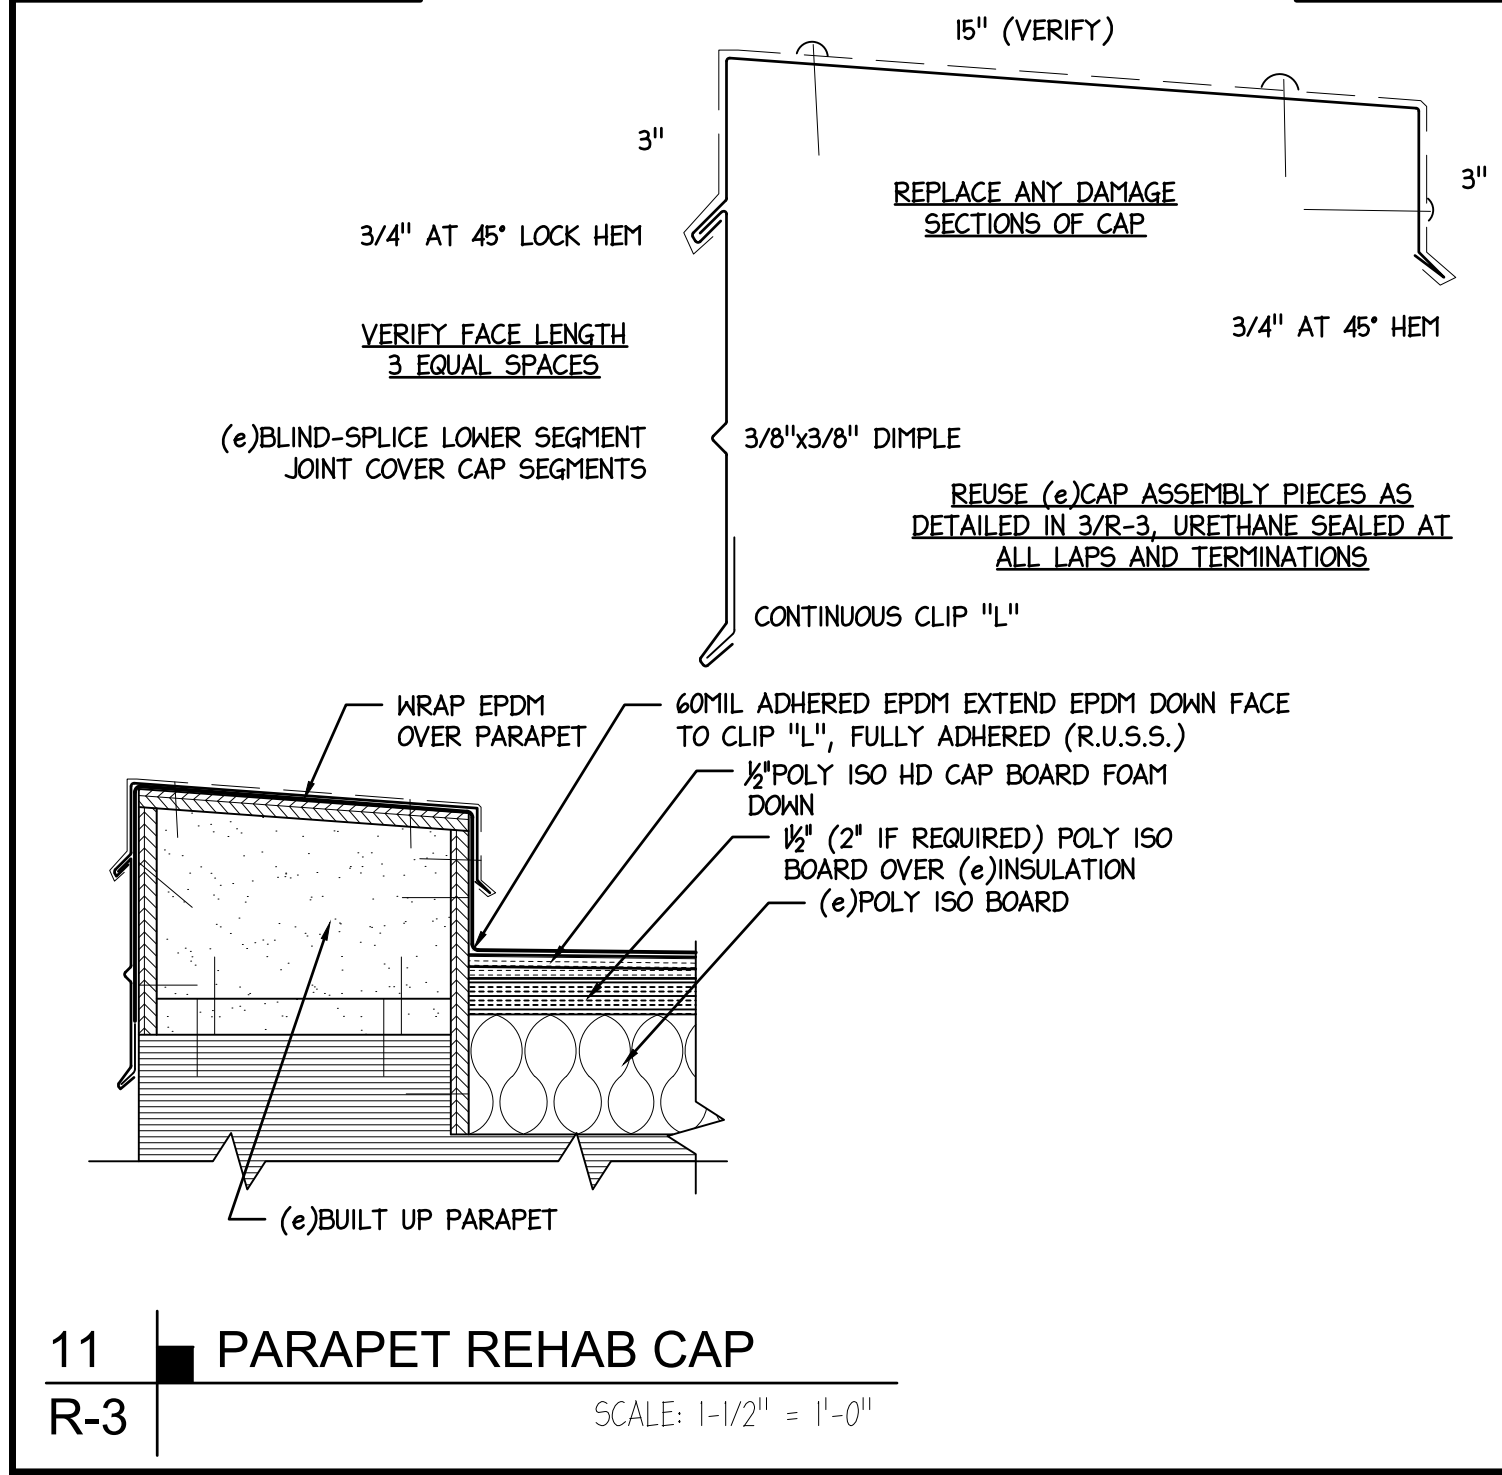 15" (VERIFY)
3"
3"
REPLACE ANY DAMAGE
SECTIONS OF CAP
3/4" AT 45° LOCK HEM
3/4" AT 45° HEM
VERIFY FACE LENGTH
3 EQUAL SPACES
(e)BLIND-SPLICE LOWER SEGMENT
JOINT COVER CAP SEGMENTS
3/8"x3/8" DIMPLE
REUSE (e)CAP ASSEMBLY PIECES AS
DETAILED IN 3/R-3, URETHANE SEALED AT
ALL LAPS AND TERMINATIONS
CONTINUOUS CLIP "L"
WRAP EPDM
OVER PARAPET
60MIL ADHERED EPDM EXTEND EPDM DOWN FACE
TO CLIP "L", FULLY ADHERED (R.U.S.S.)
½"POLY ISO HD CAP BOARD FOAM
DOWN
1½" (2" IF REQUIRED) POLY ISO
BOARD OVER (e)INSULATION
(e)POLY ISO BOARD
(e)BUILT UP PARAPET
11
PARAPET REHAB CAP
R-3
SCALE: 1-1/2" = 1'-0"